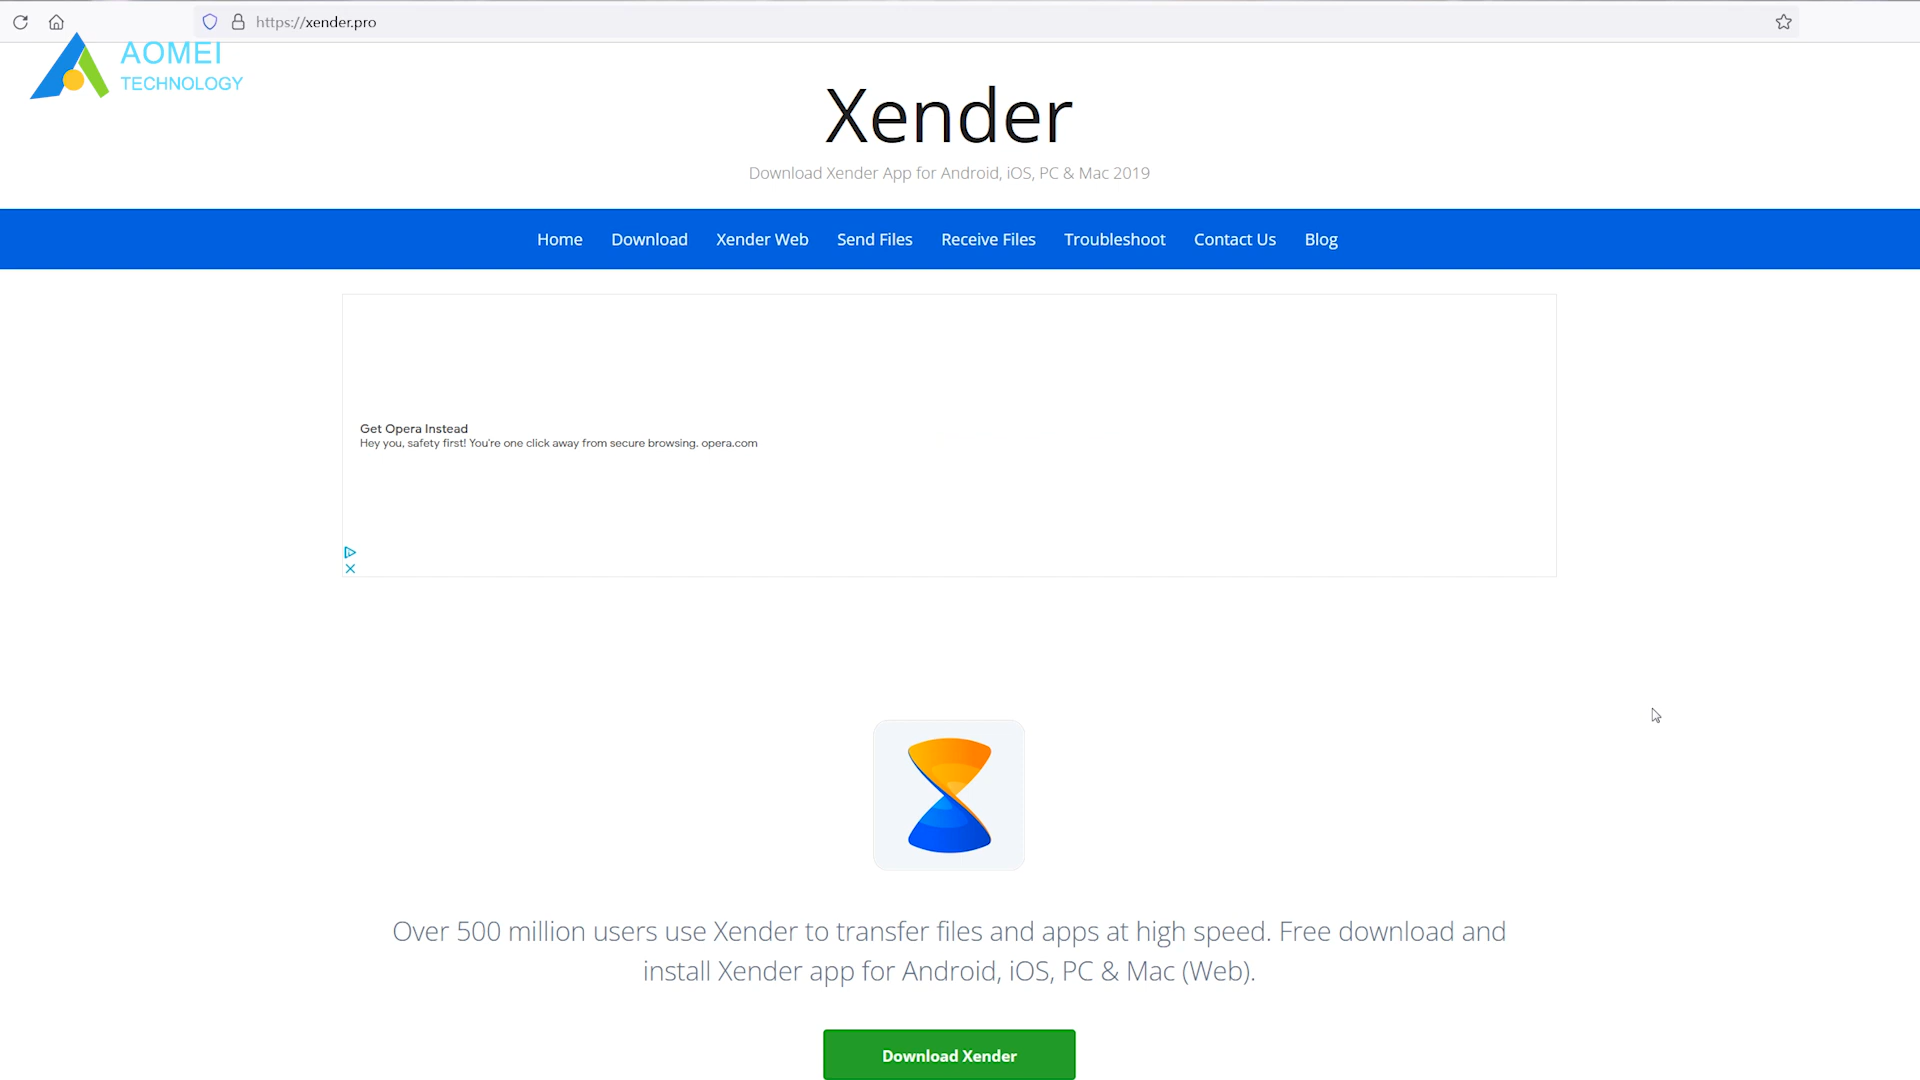 https://xender.pro
AOMEI
TECHNOLOGY
Xender
Download Xender App for Android, iOS, PC & Mac 2019
Home Download Xender Web Send Files Receive Files Troubleshoot Contact Us Blog
Get Opera Instead
Hey you, safety first! You're one click away from secure browsing. opera.com
Over 500 million users use Xender to transfer files and apps at high speed. Free download and
install Xender app for Android, iOS, PC & Mac (Web).
Download Xender